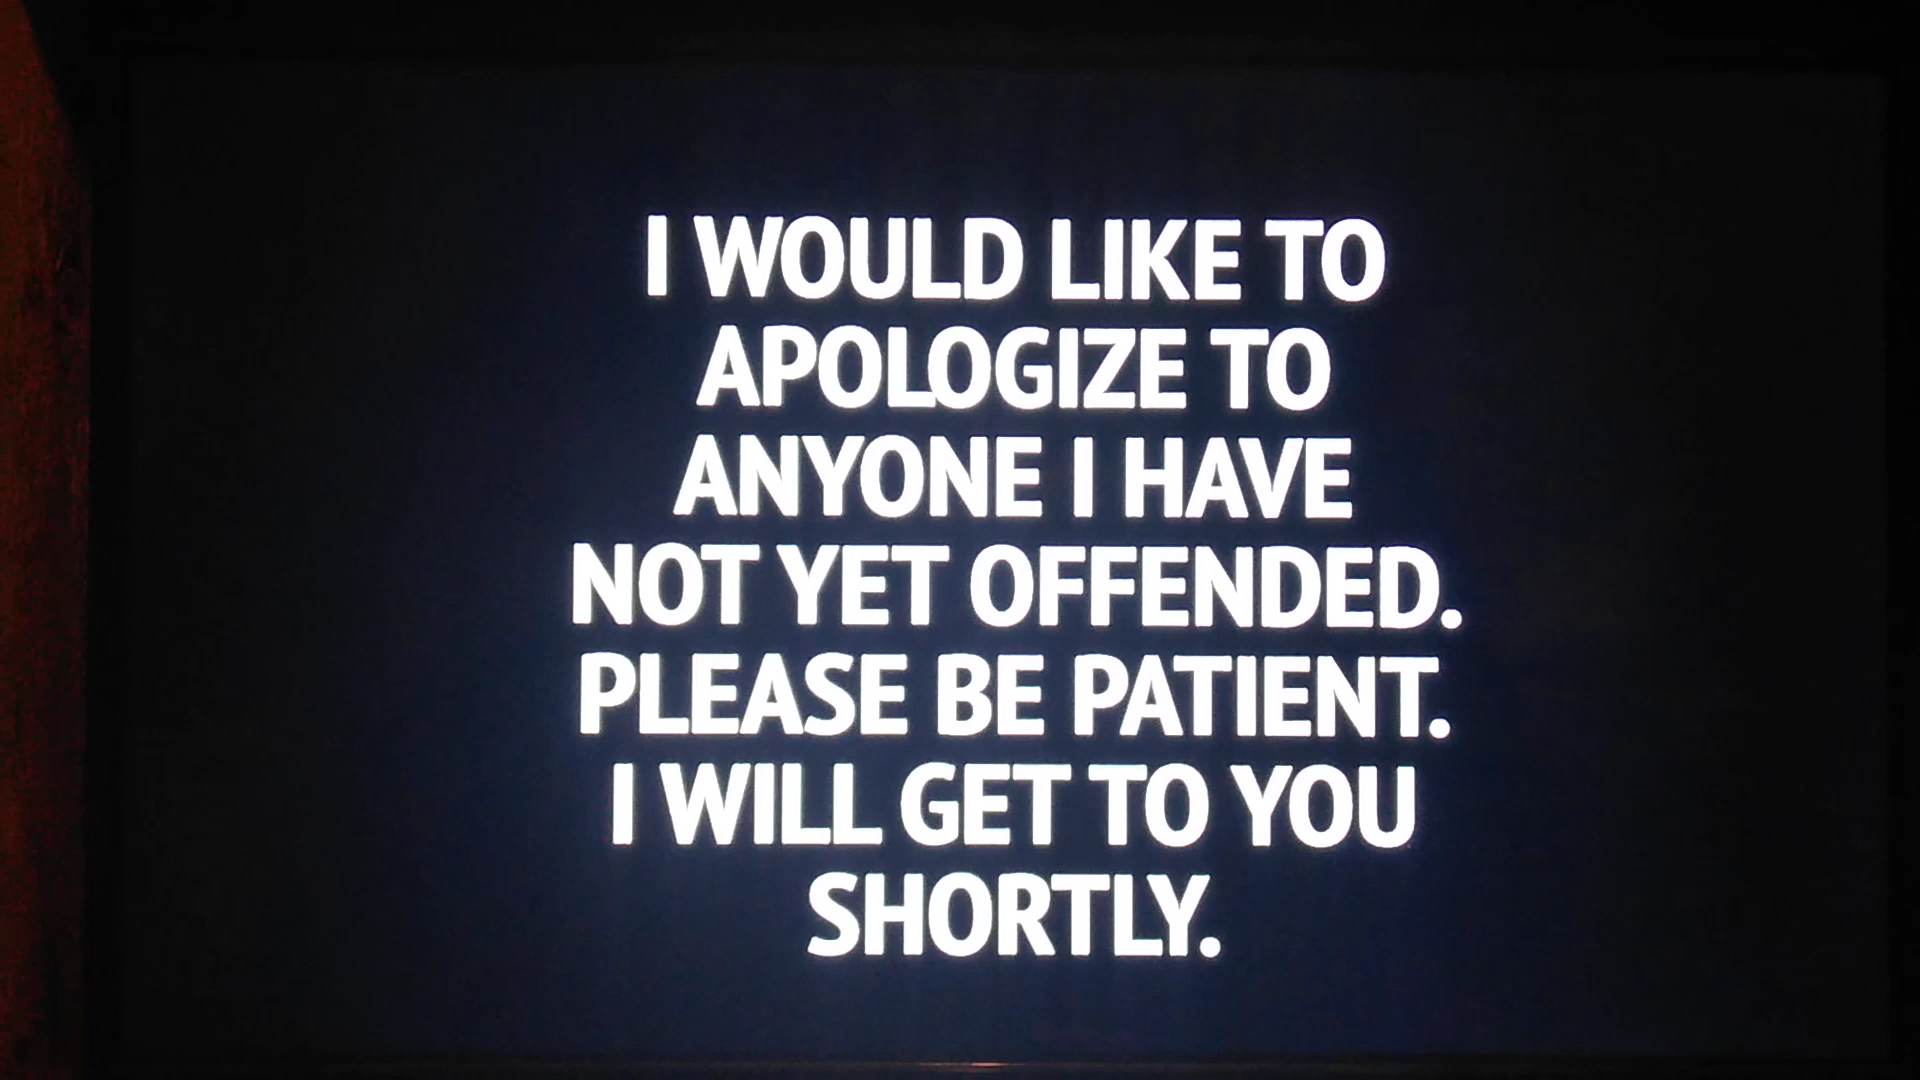 I WOULD LIKE TO
APOLOGIZE TO
ANYONE I HAVE
NOT YET OFFENDED.
PLEASE BE PATIENT.
I WILL GET TO YOU
SHORTLY.